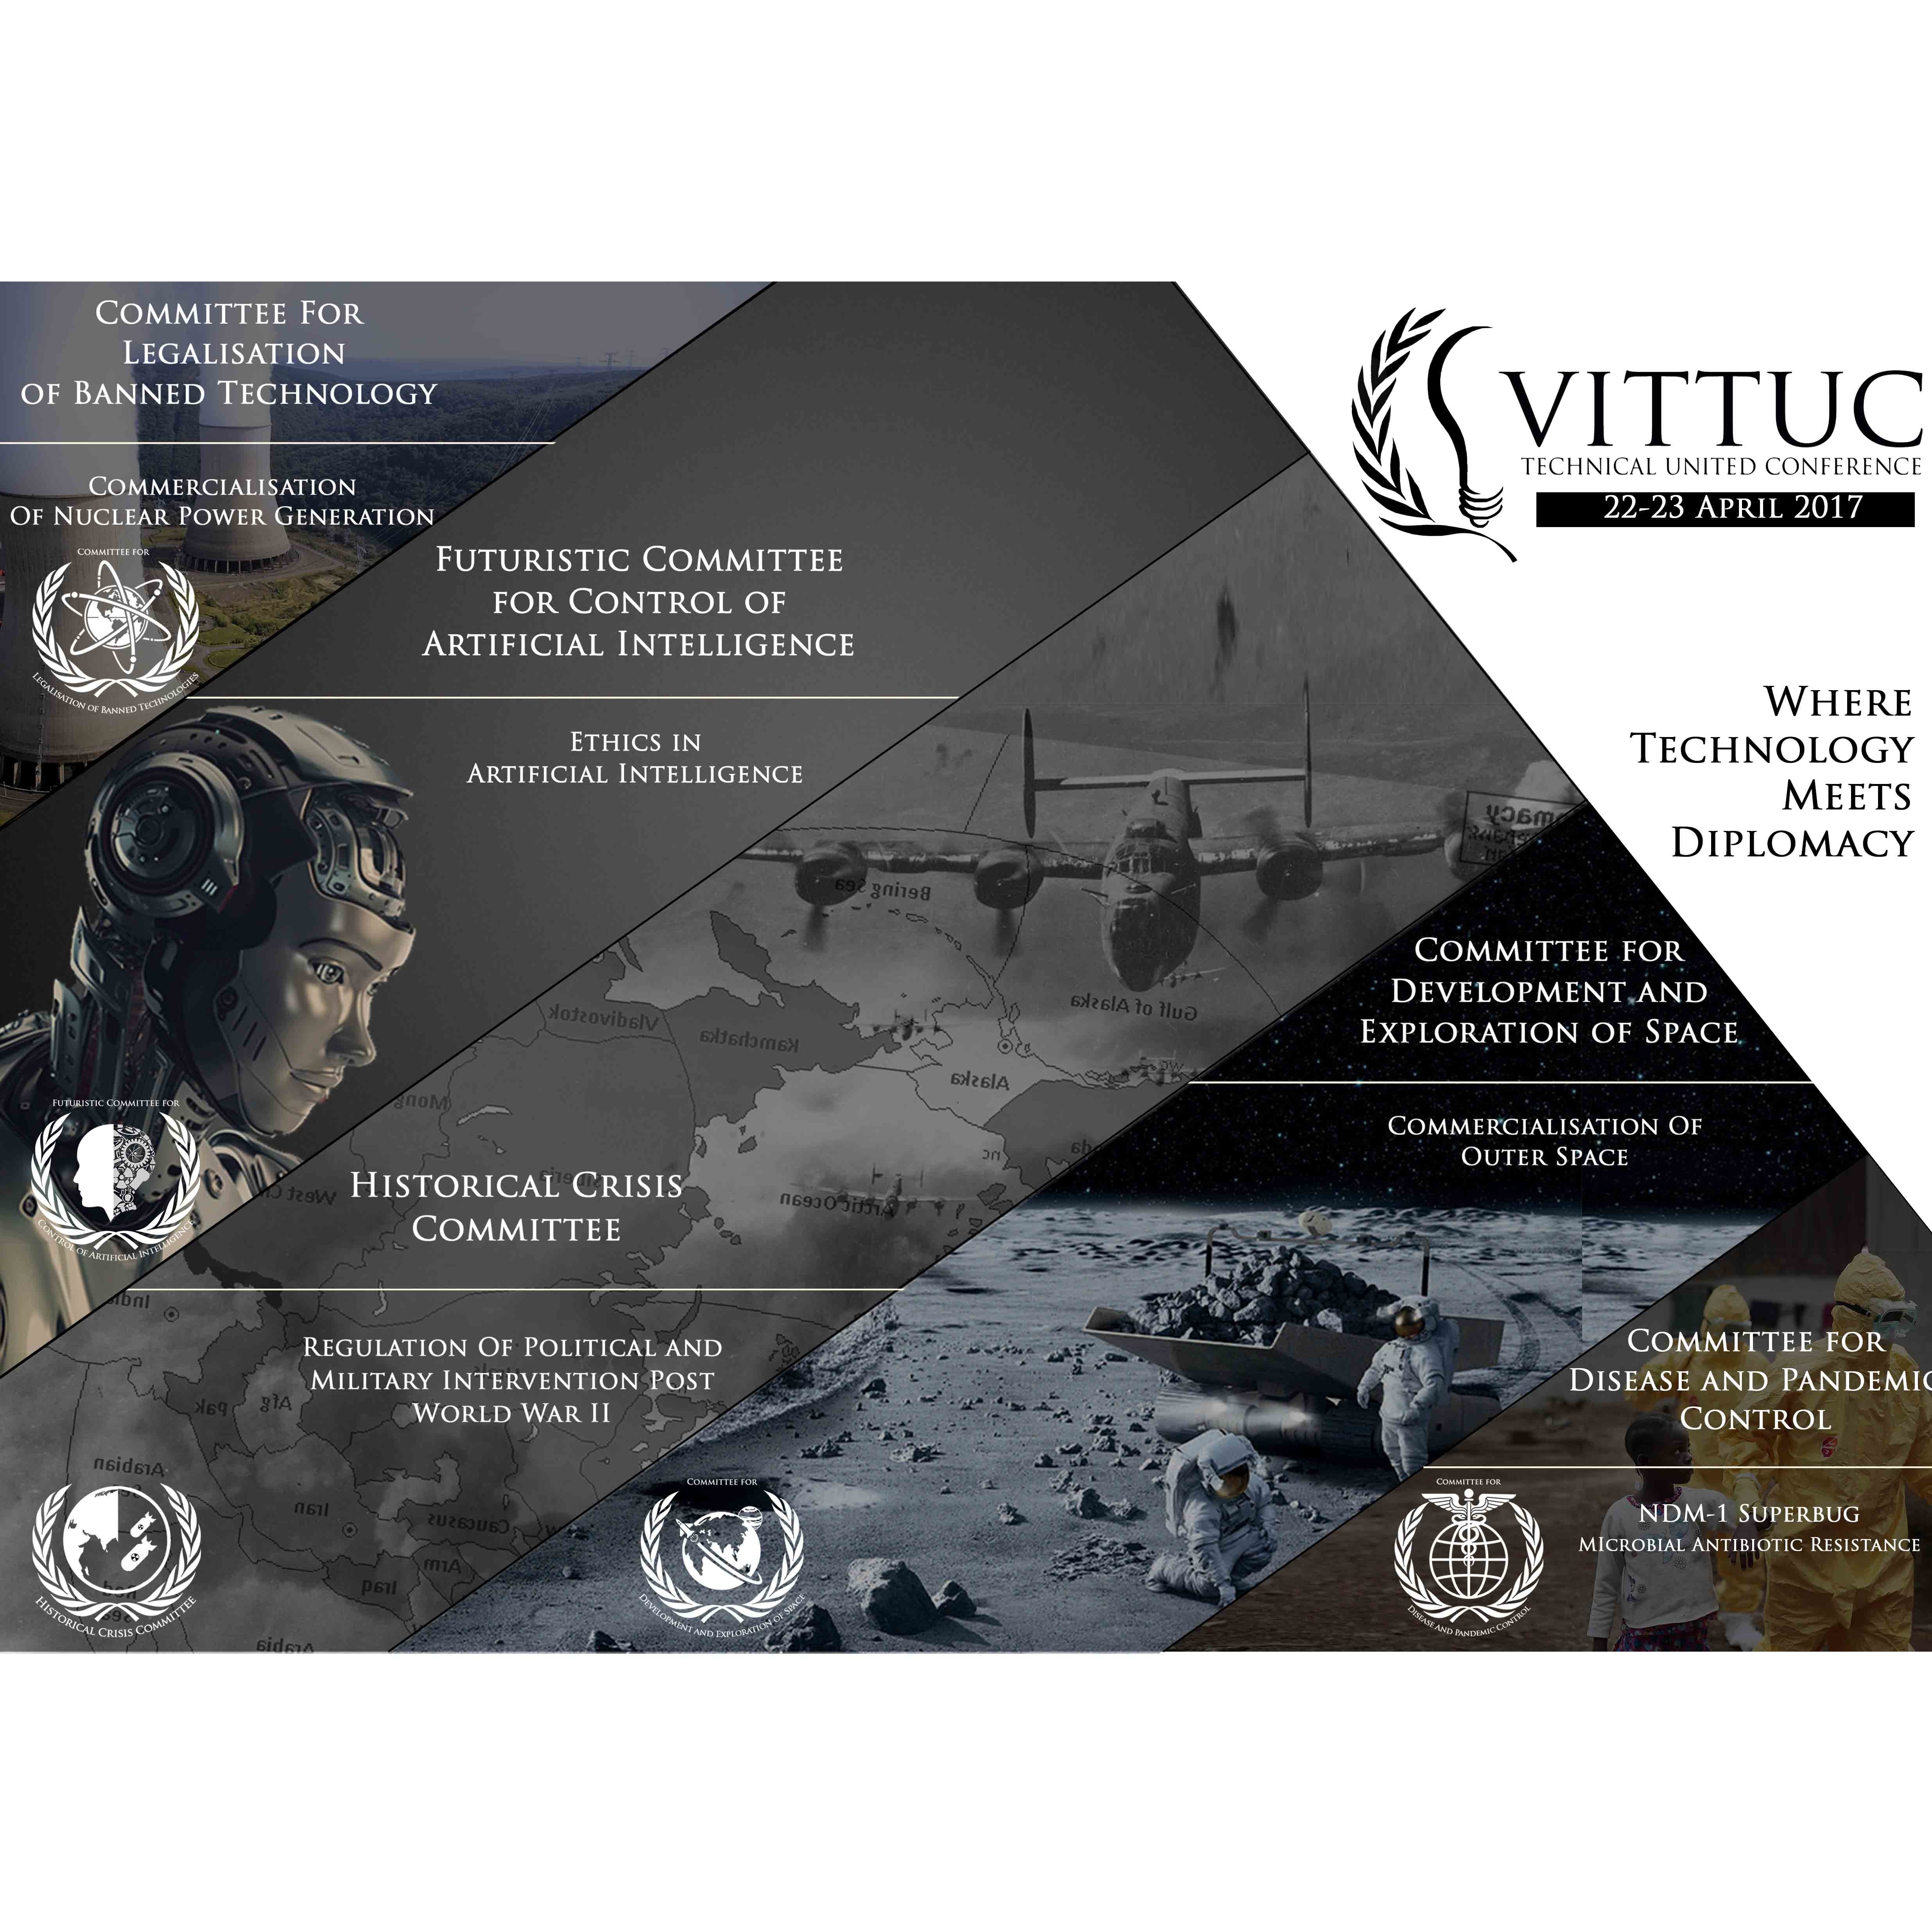 Committee For
Legalisation
of Banned Technology
Commercialisation
Of Nuclear Power Generation
Committee for
Legalisation of Banned Technologies
Futuristic Committee
for Control of
Artificial Intelligence
Ethics in
Artificial Intelligence
Futuristic Committee for
Control of Artificial Intelligence
VITTUC
TECHNICAL UNITED CONFERENCE
22-23 April 2017
Where
Technology
Meets
Diplomacy
Bering Sea
Gulf of Alaska
Vladivostok
Kamchatka
Alaska
Arctic Ocean
Historical Crisis
Committee
Regulation Of Political and
Military Intervention Post
World War II
Pak
Afg
Arabian
Iran
Caucasus
Arm
Iraq
Arabia
Historical Crisis Committee
Committee for
Development and
Exploration of Space
Commercialisation Of
Outer Space
Committee for
Development and Exploration of Space
Committee for
Disease and Pandemic
Control
NDM-1 Superbug
MIcrobial Antibiotic Resistance
Committee for
Disease and Pandemic Control